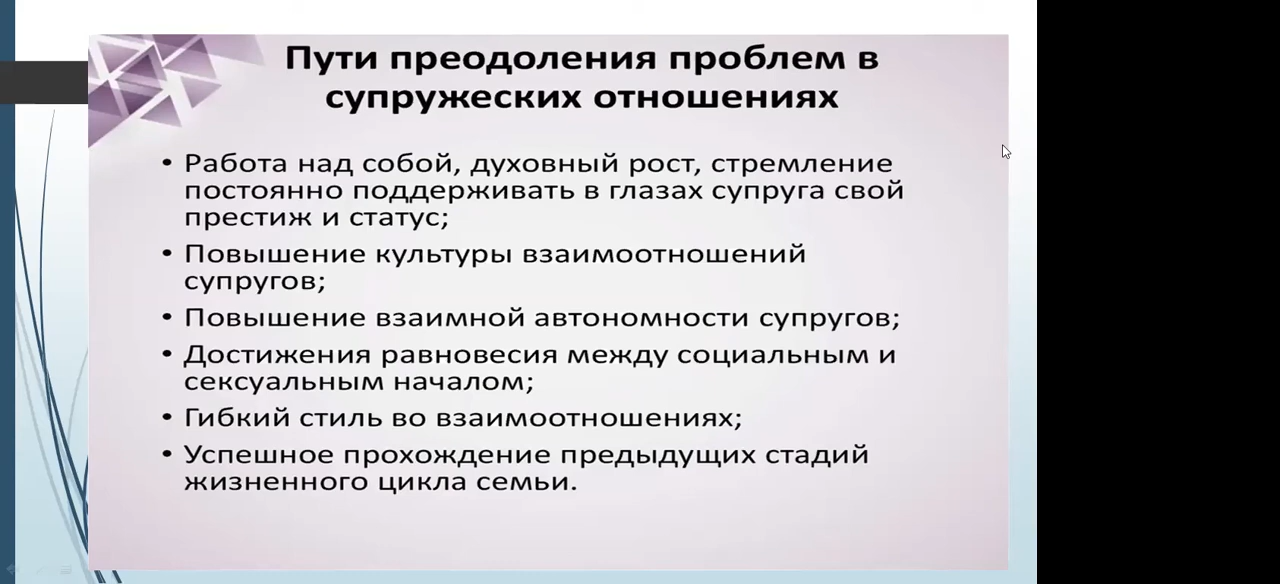 Пути преодоления проблем в
супружеских отношениях
• Работа над собой, духовный рост, стремление
постоянно поддерживать в глазах супруга свой
престиж и статус;
• Повышение культуры взаимоотношений
супругов;
• Повышение взаимной автономности супругов;
• Достижения равновесия между социальным и
сексуальным началом;
• Гибкий стиль во взаимоотношениях;
• Успешное прохождение предыдущих стадий
жизненного цикла семьи.